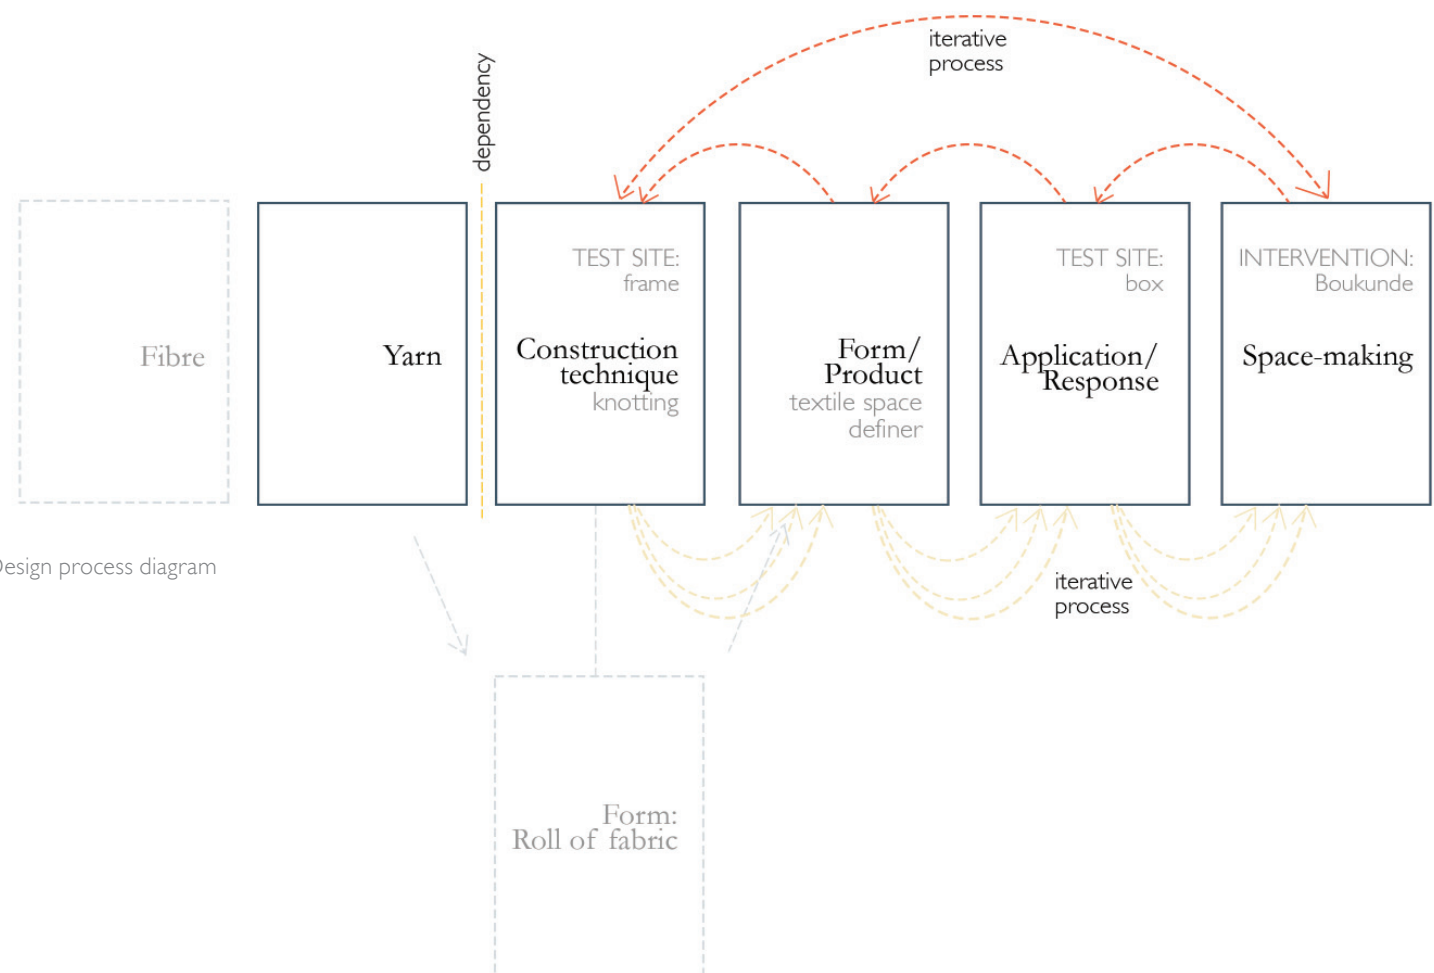 iterative
process
dependency
TEST SITE:
frame
TEST SITE:
box
INTERVENTION:
Boukunde
Fibre
Yarn
Construction
technique
knotting
Form/
Product
textile space
definer
Application/
Response
Space-making
Design process diagram
iterative
process
Form:
Roll of fabric